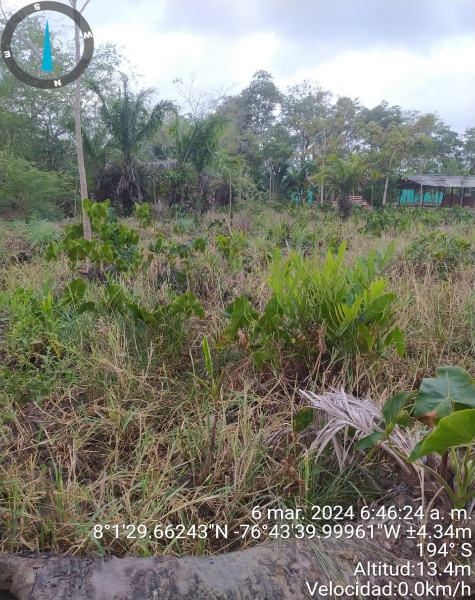 S
E
W
N
6 mar. 2024 6:46:24 a. m.
8°1'29.66243"N -76°43'39.99961"W ±4.34m
194° S
Altitud:13.4m
Velocidad:0.0km/h